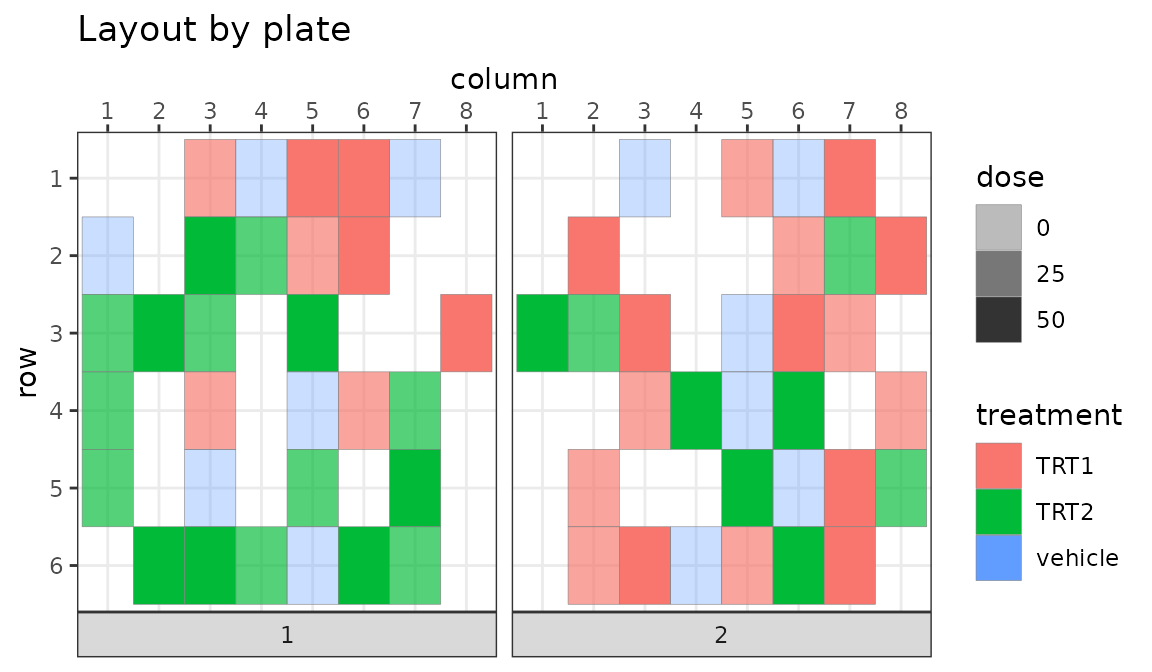 Layout by plate
column
1 2 3 4 5 6 7 8 1 2 3 4 5 6 7 8
row
1
2
3
4
5
6
1 2
dose
0
25
50
treatment
TRT1
TRT2
vehicle